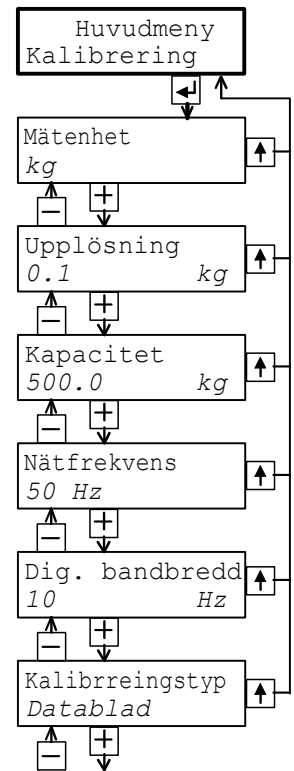 Huvudmeny
Kalibrering
Mätenhet
kg
Upplösning
0.1 kg
Kapacitet
500.0 kg
Nätfrekvens
50 Hz
Dig. bandbredd
10 Hz
Kalibrreingstyp
Datablad